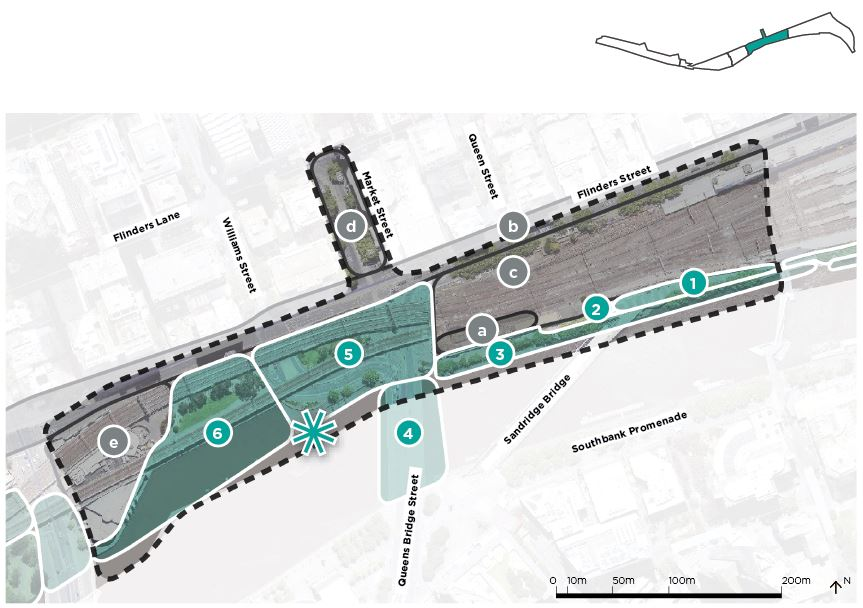 Queen Street
Flinders Street
Market Street
Flinders Lane
Williams Street
d
b
c
1
2
a
3
5
e
6
4
Sandridge Bridge
Southbank Promenade
Queens Bridge Street
0 10m 50m 100m 200m N